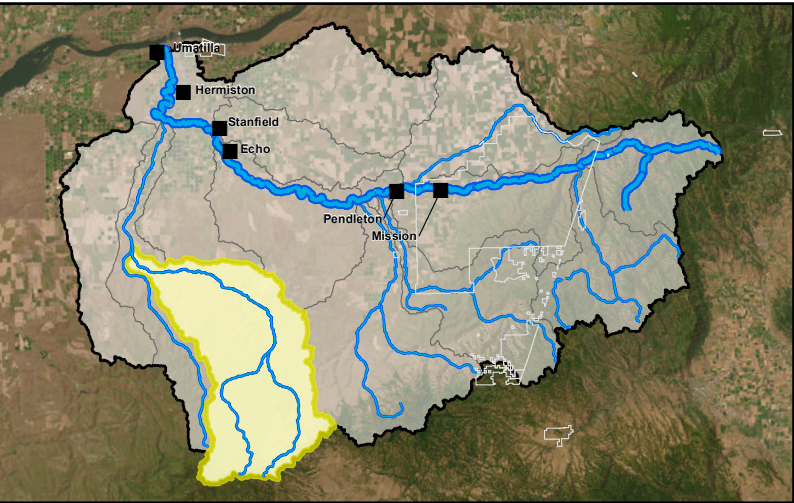 Umatilla
Hermiston
Stanfield
Echo
Pendleton
Mission